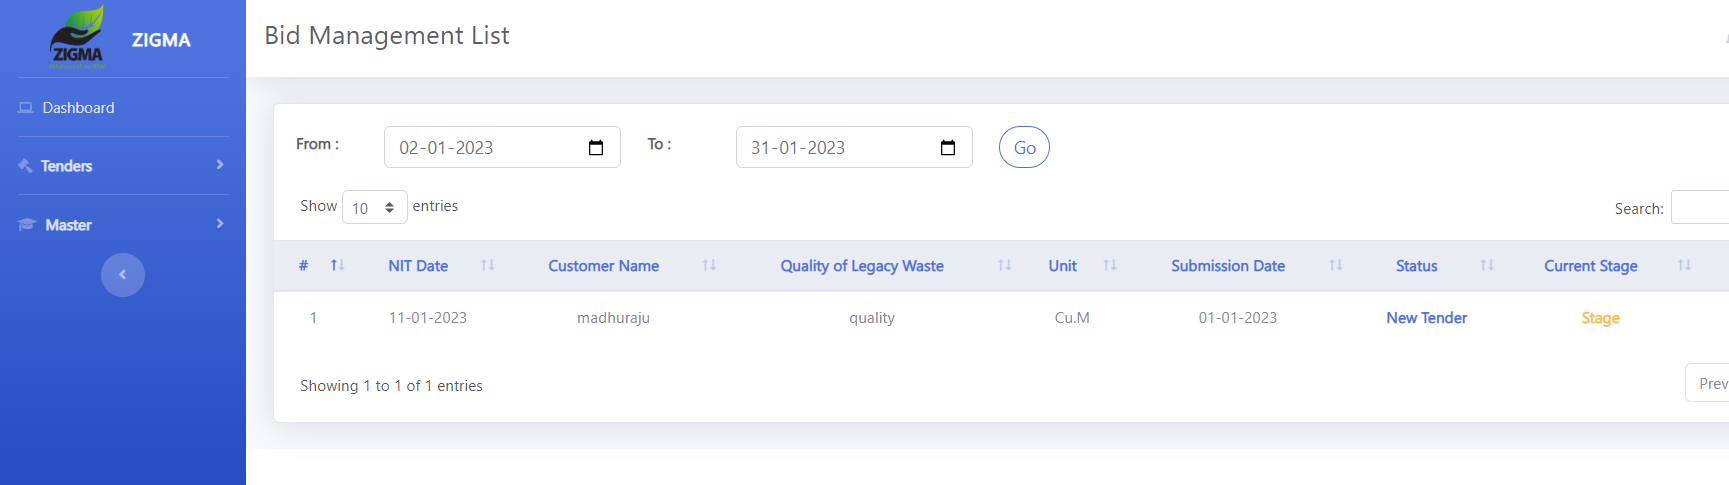 ZIGMA
ZIGMA
Bid Management List
Dashboard
Tenders
Master
From :
02-01-2023
To :
31-01-2023
Go
Show 10 entries
Search:
# NIT Date Customer Name Quality of Legacy Waste Unit Submission Date Status Current Stage
1 11-01-2023 madhuraju quality Cu.M 01-01-2023 New Tender Stage
Showing 1 to 1 of 1 entries
Prev